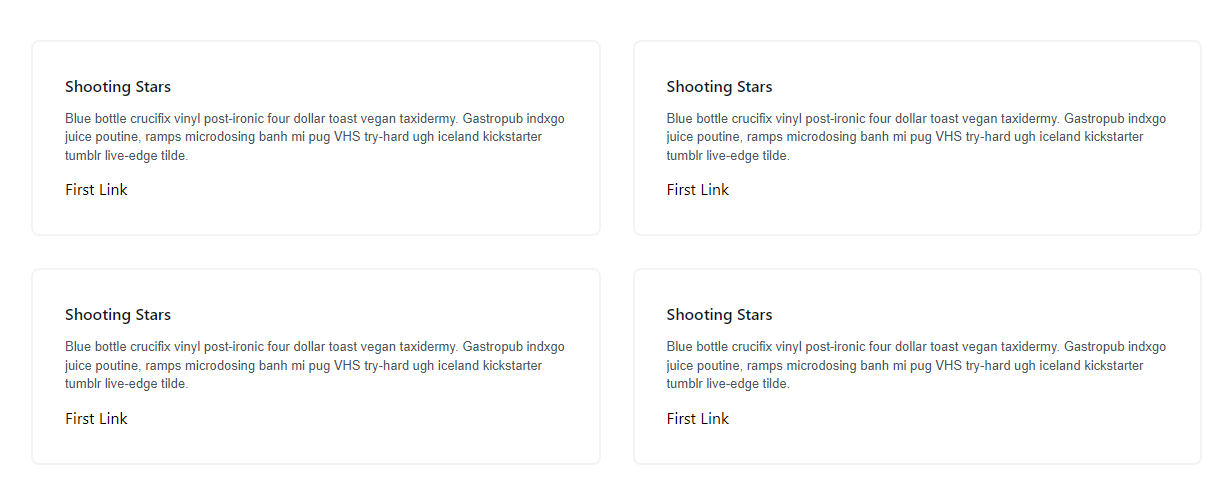 Shooting Stars
Blue bottle crucifix vinyl post-ironic four dollar toast vegan taxidermy. Gastropub indxgo
juice poutine, ramps microdosing banh mi pug VHS try-hard ugh iceland kickstarter
tumblr live-edge tilde.
First Link
Shooting Stars
Blue bottle crucifix vinyl post-ironic four dollar toast vegan taxidermy. Gastropub indxgo
juice poutine, ramps microdosing banh mi pug VHS try-hard ugh iceland kickstarter
tumblr live-edge tilde.
First Link
Shooting Stars
Blue bottle crucifix vinyl post-ironic four dollar toast vegan taxidermy. Gastropub indxgo
juice poutine, ramps microdosing banh mi pug VHS try-hard ugh iceland kickstarter
tumblr live-edge tilde.
First Link
Shooting Stars
Blue bottle crucifix vinyl post-ironic four dollar toast vegan taxidermy. Gastropub indxgo
juice poutine, ramps microdosing banh mi pug VHS try-hard ugh iceland kickstarter
tumblr live-edge tilde.
First Link